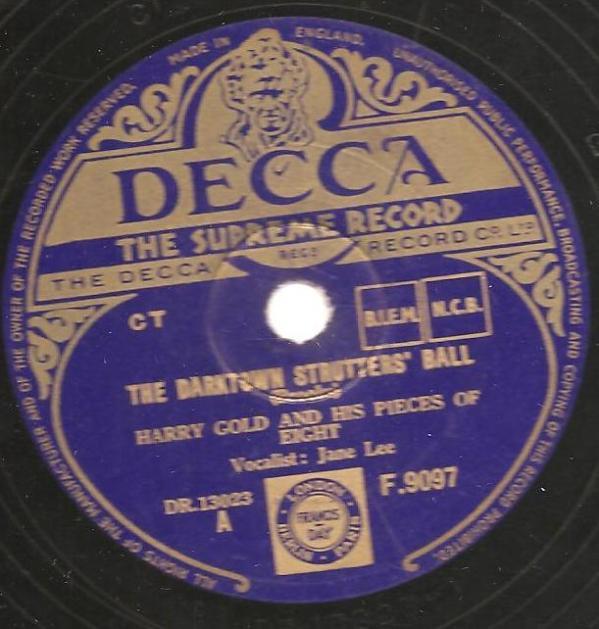 ALL RIGHTS OF THE MANUFACTURER AND OF THE OWNER OF THE RECORDED WORK RESERVED. MADE IN ENGLAND. UNAUTHORISED PUBLIC PERFORMANCE, BROADCASTING AND COPYING OF THIS RECORD PROHIBITED.
DECCA
THE SUPREME RECORD
REGD
THE DECCA RECORD CO. LTD
CT
B.I.E.M. N.C.B.
THE DARKTOWN STRUTTERS' BALL
HARRY GOLD AND HIS PIECES OF
EIGHT
Vocalist: Jane Lee
DR.13023
A
LONDON
FRANCIS
DAY
BERLIN PARIS
F.9097